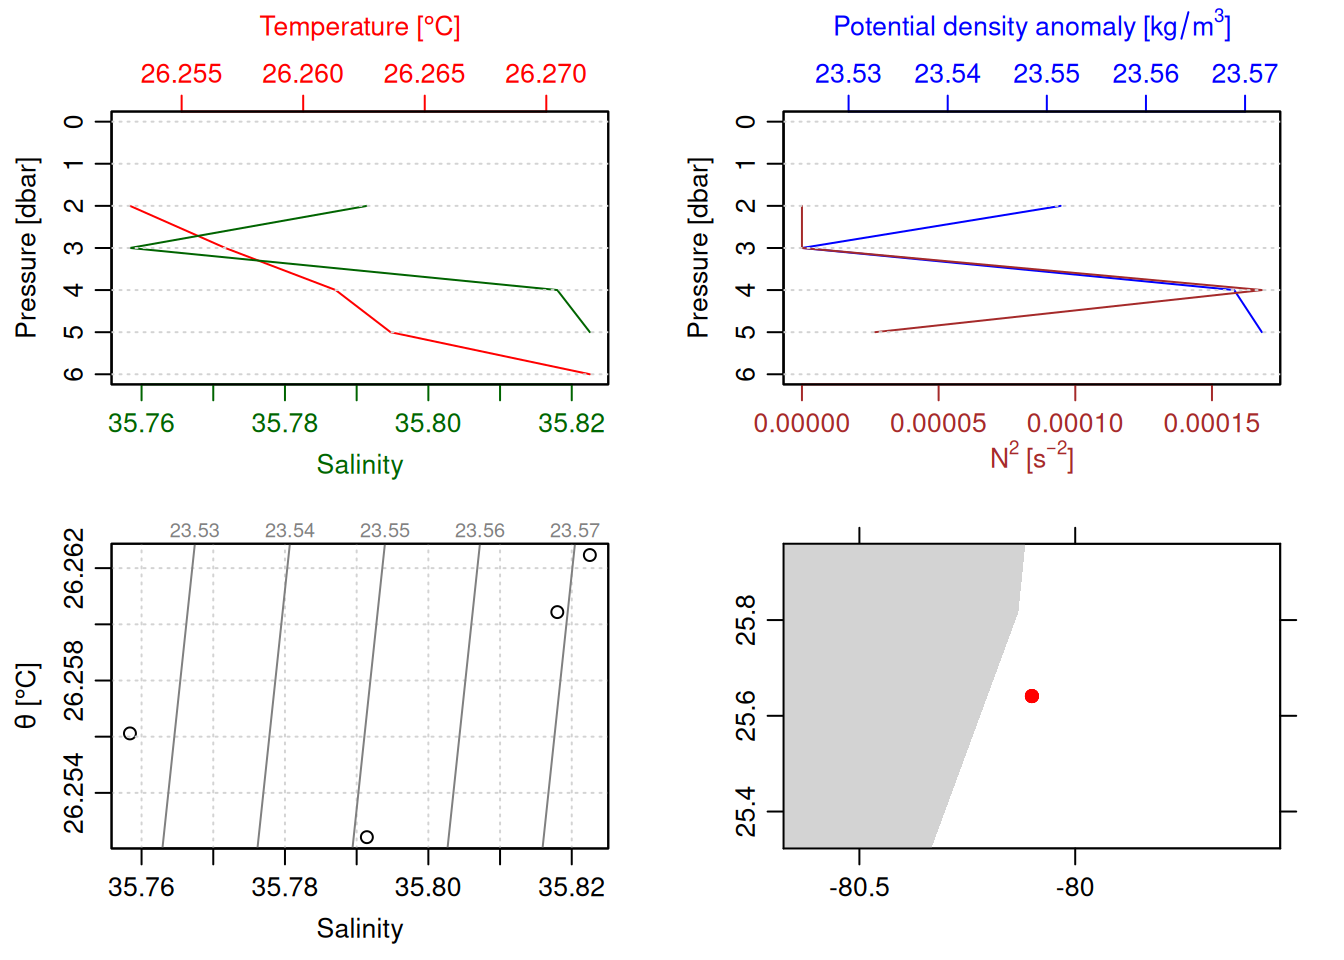 Temperature [°C]
26.255 26.260 26.265 26.270
Pressure [dbar]
0
1
2
3
4
5
6
35.76 35.78 35.80 35.82
Salinity
Potential density anomaly [kg/m³]
23.53 23.54 23.55 23.56 23.57
Pressure [dbar]
0
1
2
3
4
5
6
0.00000 0.00005 0.00010 0.00015
N² [s⁻²]
23.53 23.54 23.55 23.56 23.57
θ [°C]
26.262
26.258
26.254
35.76 35.78 35.80 35.82
Salinity
25.8
25.6
25.4
-80.5 -80